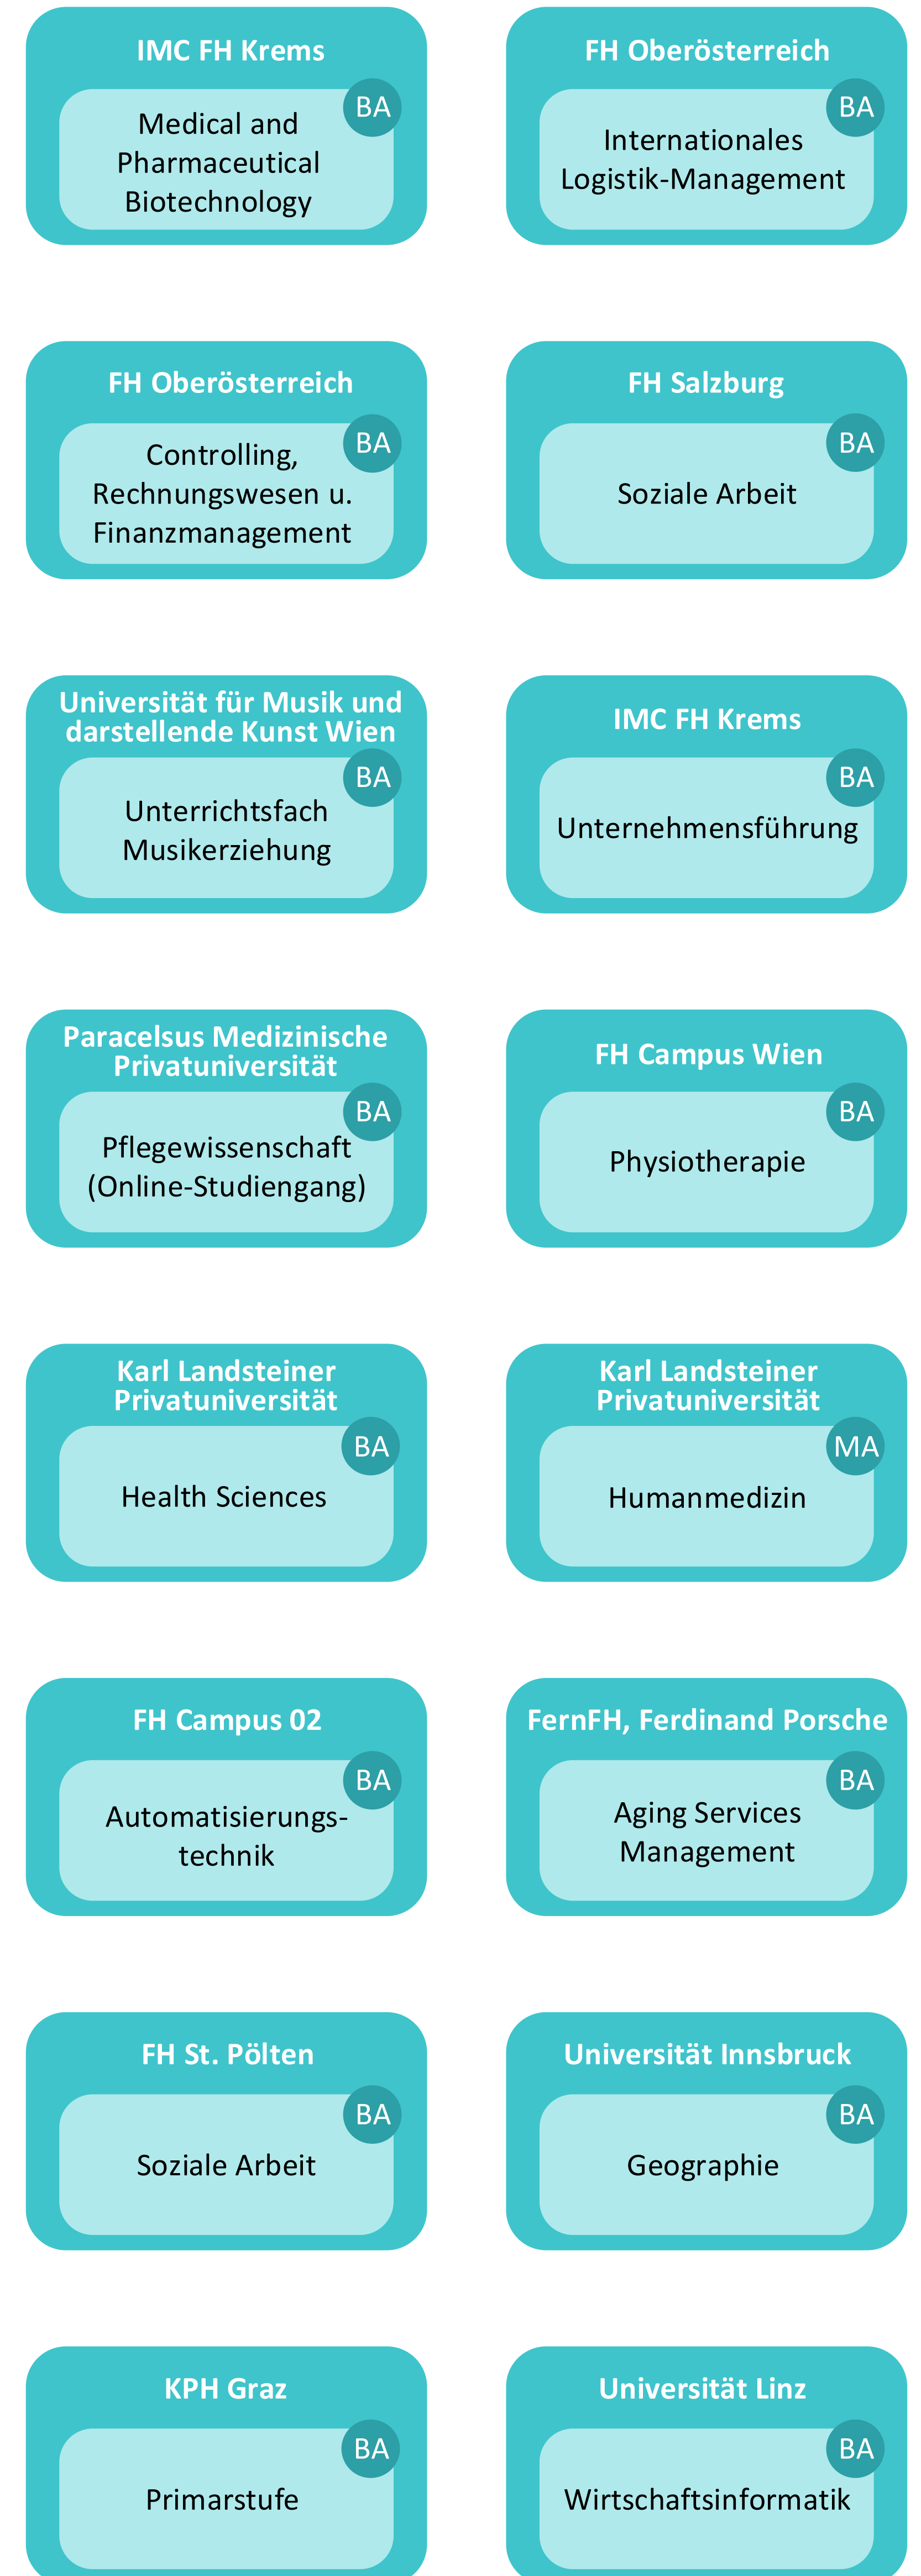 IMC FH Krems
BA
Medical and
Pharmaceutical
Biotechnology
FH Oberösterreich
BA
Internationales
Logistik-Management
FH Oberösterreich
BA
Controlling,
Rechnungswesen u.
Finanzmanagement
FH Salzburg
BA
Soziale Arbeit
Universität für Musik und
darstellende Kunst Wien
BA
Unterrichtsfach
Musikerziehung
IMC FH Krems
BA
Unternehmensführung
Paracelsus Medizinische
Privatuniversität
BA
Pflegewissenschaft
(Online-Studiengang)
FH Campus Wien
BA
Physiotherapie
Karl Landsteiner
Privatuniversität
BA
Health Sciences
Karl Landsteiner
Privatuniversität
MA
Humanmedizin
FH Campus 02
BA
Automatisierungs-
technik
FernFH, Ferdinand Porsche
BA
Aging Services
Management
FH St. Pölten
BA
Soziale Arbeit
Universität Innsbruck
BA
Geographie
KPH Graz
BA
Primarstufe
Universität Linz
BA
Wirtschaftsinformatik